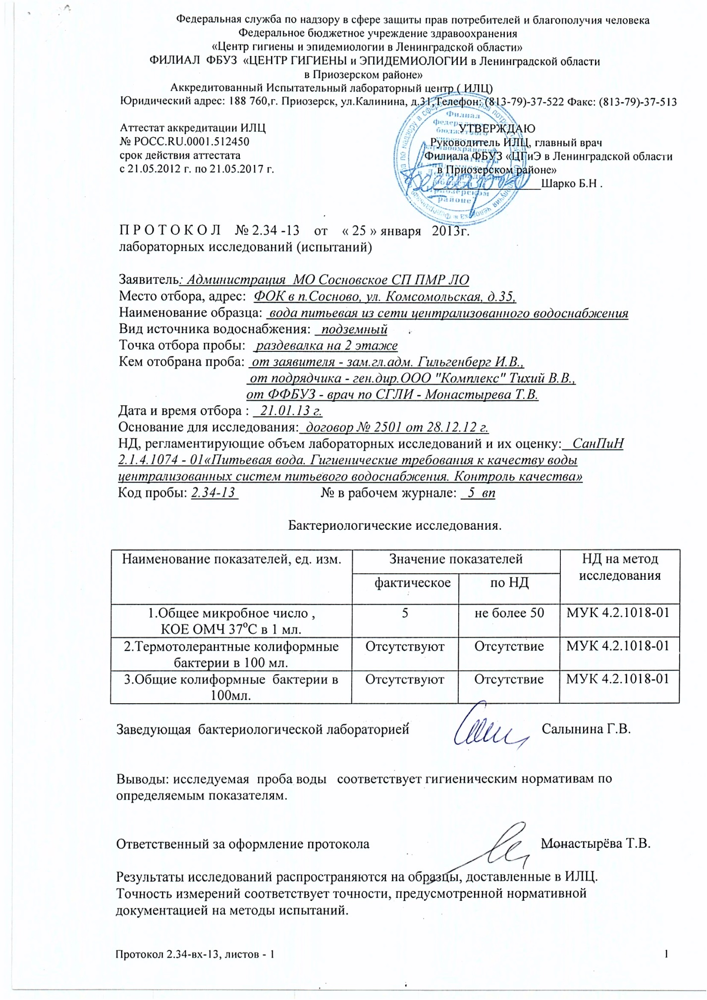 Федеральная служба по надзору в сфере защиты прав потребителей и благополучия человека
Федеральное бюджетное учреждение здравоохранения
«Центр гигиены и эпидемиологии в Ленинградской области»
ФИЛИАЛ ФБУЗ «ЦЕНТР ГИГИЕНЫ и ЭПИДЕМИОЛОГИИ в Ленинградской области
в Приозерском районе»
Аккредитованный Испытательный лабораторный центр ( ИЛЦ)
Юридический адрес: 188 760,г. Приозерск, ул.Калинина, д.31,Телефон: (813-79)-37-522 Факс: (813-79)-37-513
Аттестат аккредитации ИЛЦ
№ РОСС.RU.0001.512450
срок действия аттестата
с 21.05.2012 г. по 21.05.2017 г.
УТВЕРЖДАЮ
Руководитель ИЛЦ, главный врач
Филиала ФБУЗ «ЦГиЭ в Ленинградской области
в Приозерском районе»
Шарко Б.Н .
Филиал
федерального
бюджетного
здравоохранения
Приозерском
районе
П Р О Т О К О Л № 2.34 -13 от « 25 » января 2013г.
лабораторных исследований (испытаний)
Заявитель: Администрация МО Сосновское СП ПМР ЛО
Место отбора, адрес: ФОК в п.Сосново, ул. Комсомольская, д.35,
Наименование образца: вода питьевая из сети централизованного водоснабжения
Вид источника водоснабжения: подземный
Точка отбора пробы: раздевалка на 2 этаже
Кем отобрана проба: от заявителя - зам.гл.адм. Гильгенберг И.В.,
от подрядчика - ген.дир.ООО "Комплекс" Тихий В.В.,
от ФФБУЗ - врач по СГЛИ - Монастырева Т.В.
Дата и время отбора : 21.01.13 г.
Основание для исследования: договор № 2501 от 28.12.12 г.
НД, регламентирующие объем лабораторных исследований и их оценку: СанПиН
2.1.4.1074 - 01«Питьевая вода. Гигиенические требования к качеству воды
централизованных систем питьевого водоснабжения. Контроль качества»
Код пробы: 2.34-13 № в рабочем журнале: 5 вп
Бактериологические исследования.
Наименование показателей, ед. изм. Значение показателей НД на метод
исследования
фактическое по НД
1.Общее микробное число , 5 не более 50 МУК 4.2.1018-01
КОЕ ОМЧ 37ºС в 1 мл.
2.Термотолерантные колиформные Отсутствуют Отсутствие МУК 4.2.1018-01
бактерии в 100 мл.
3.Общие колиформные бактерии в Отсутствуют Отсутствие МУК 4.2.1018-01
100мл.
Заведующая бактериологической лабораторией Салынина Г.В.
Выводы: исследуемая проба воды соответствует гигиеническим нормативам по
определяемым показателям.
Ответственный за оформление протокола Монастырёва Т.В.
Результаты исследований распространяются на образцы, доставленные в ИЛЦ.
Точность измерений соответствует точности, предусмотренной нормативной
документацией на методы испытаний.
Протокол 2.34-вх-13, листов - 1 1